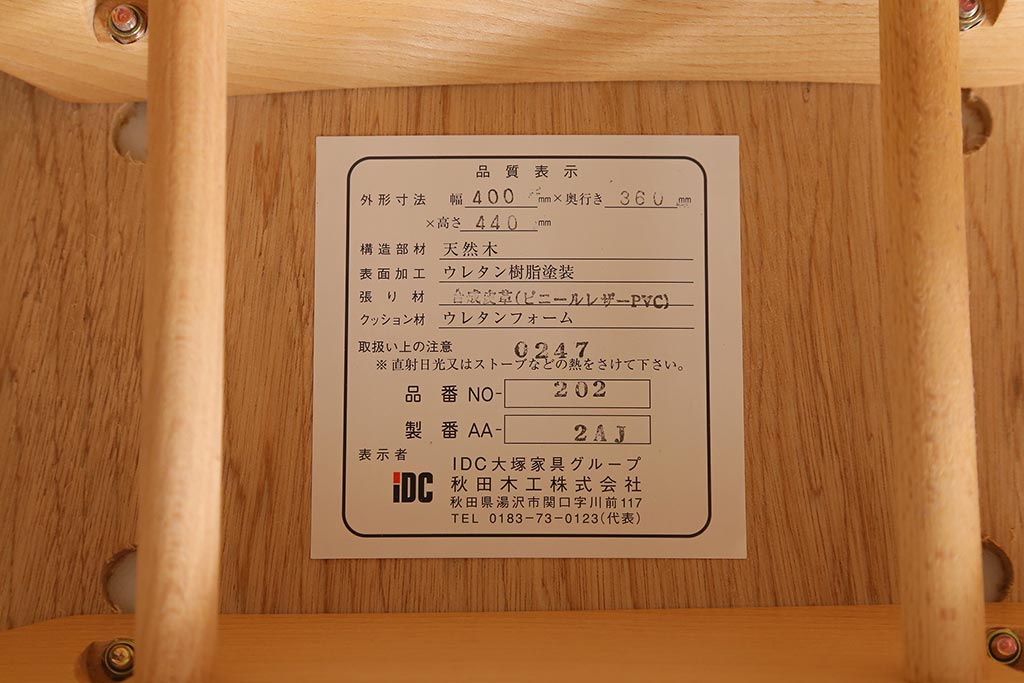 品質表示
外形寸法 幅 400 mm×奥行き 360 mm
×高さ 440 mm
構造部材 天然木
表面加工 ウレタン樹脂塗装
張り材 合成皮革(ビニールレザーPVC)
クッション材 ウレタンフォーム
取扱い上の注意 0247
※直射日光又はストーブなどの熱をさけて下さい。
品番 NO- 202
製番 AA- 2AJ
表示者
iDC
IDC大塚家具グループ
秋田木工株式会社
秋田県湯沢市関口字川前117
TEL 0183-73-0123(代表)